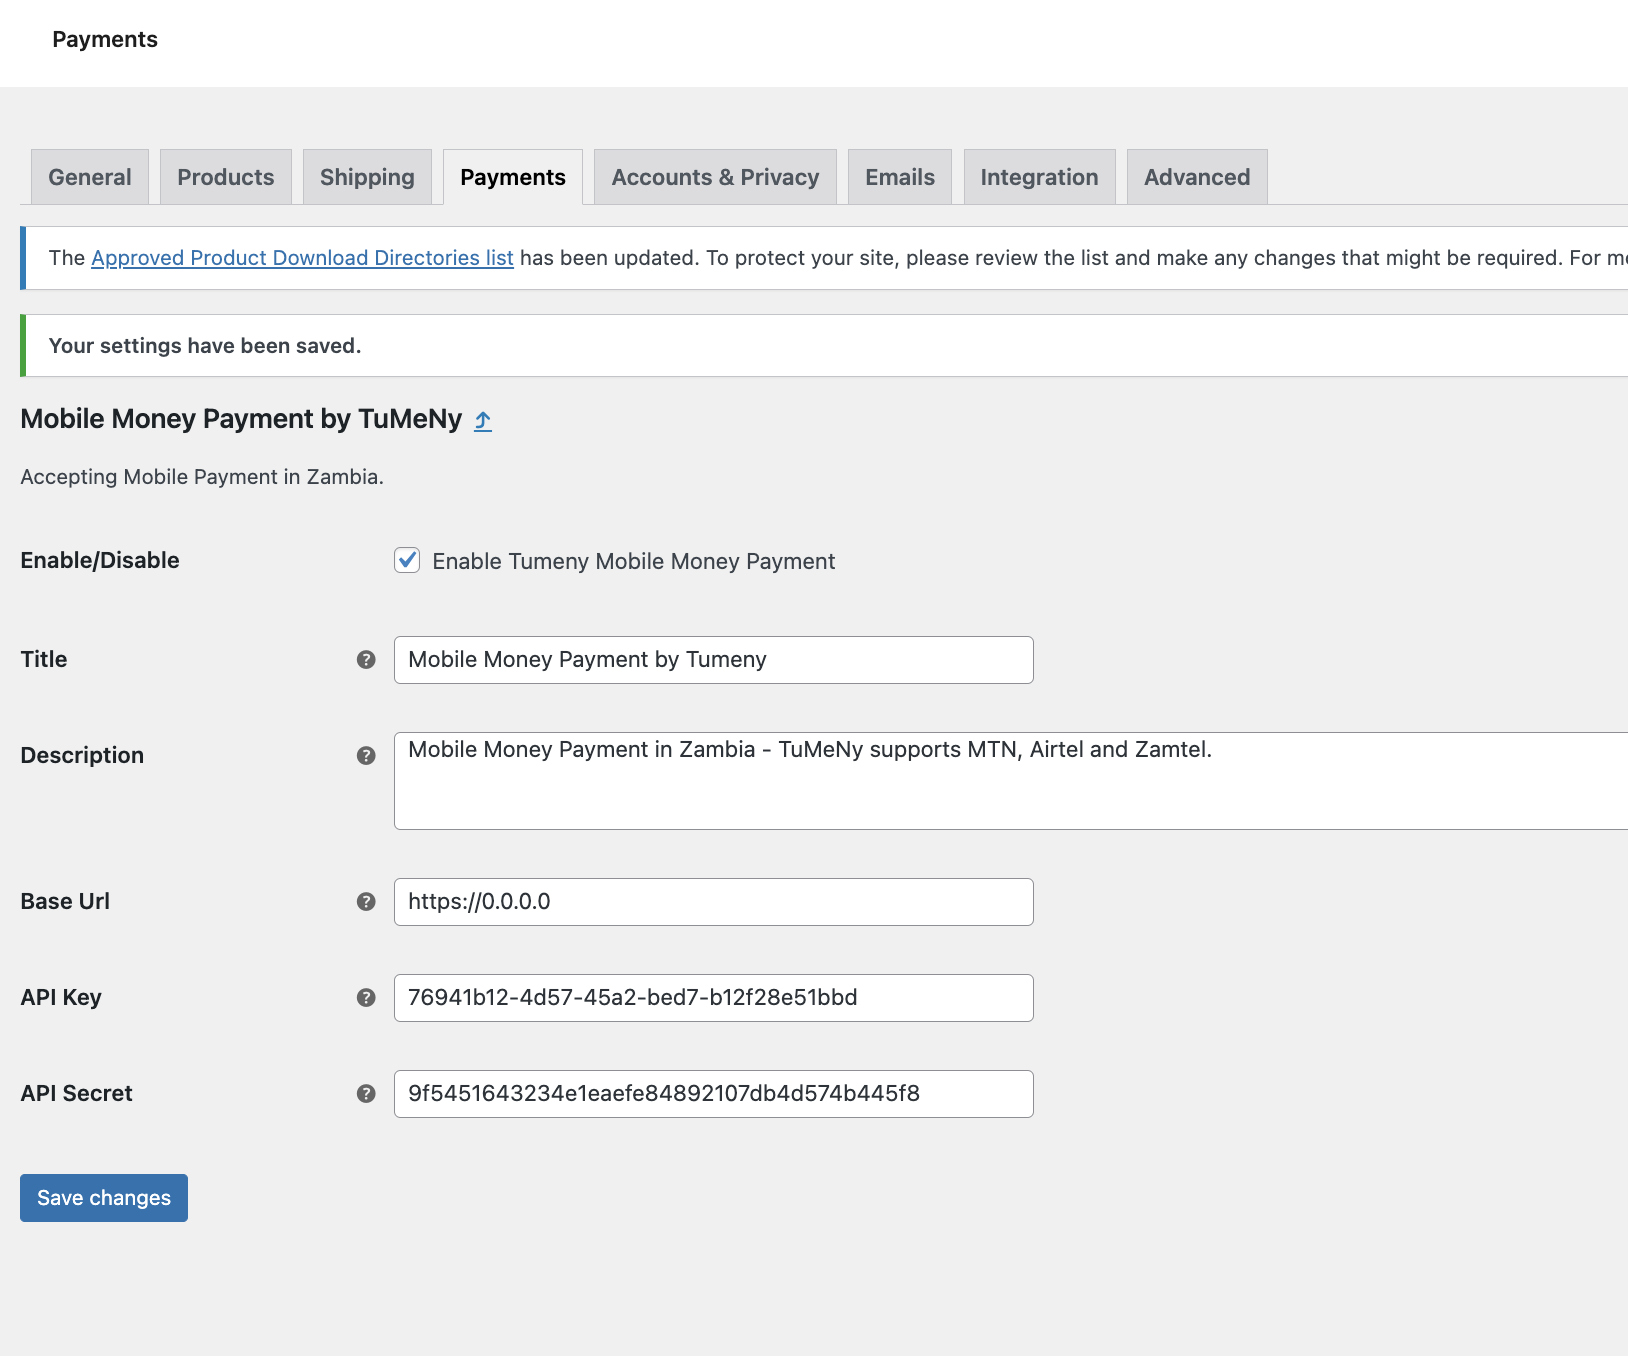 Payments
General Products Shipping Payments Accounts & Privacy Emails Integration Advanced
The Approved Product Download Directories list has been updated. To protect your site, please review the list and make any changes that might be required. For
Your settings have been saved.
Mobile Money Payment by TuMeNy
Accepting Mobile Payment in Zambia.
Enable/Disable Enable Tumeny Mobile Money Payment
Title Mobile Money Payment by Tumeny
Description Mobile Money Payment in Zambia - TuMeNy supports MTN, Airtel and Zamtel.
Base Url https://0.0.0.0
API Key 76941b12-4d57-45a2-bed7-b12f28e51bbd
API Secret 9f5451643234e1eaefe84892107db4d574b445f8
Save changes